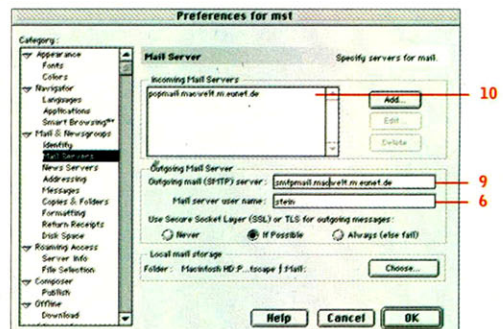 Preferences for mst
Category:
Appearance
Fonts
Colors
Navigator
Languages
Applications
Smart Browsing™
Mail & Newsgroups
Identity
Mail Servers
News Servers
Addressing
Messages
Copies & Folders
Formatting
Return Receipts
Disk Space
Roaming Access
Server Info
File Selection
Composer
Publish
Offline
Download
Mail Server
Specify servers for mail.
Incoming Mail Servers
popmail.macwelt.m.eunet.de
10
Add...
Edit
Delete
Outgoing Mail Server
Outgoing mail (SMTP) server: smtpmail.macwelt.m.eunet.de
9
Mail server user name: stein
6
Use Secure Socket Layer (SSL) or TLS for outgoing messages:
Never
If Possible
Always (else fail)
Local mail storage
Folder: Macintosh HD:P...tscape ƒ:Mail:
Choose...
Help
Cancel
OK